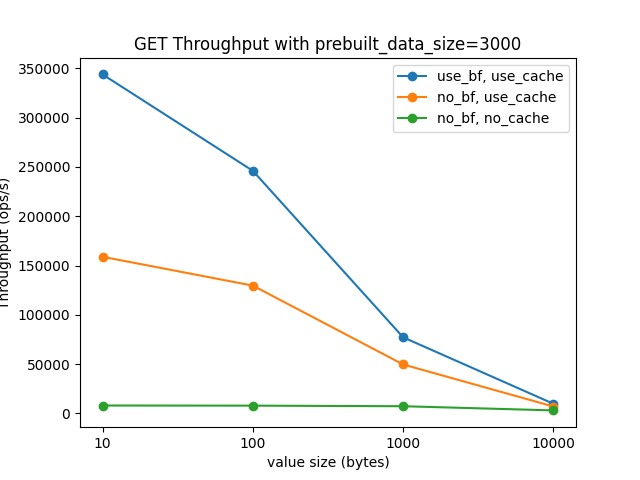 GET Throughput with prebuilt_data_size=3000
350000
300000
250000
200000
150000
100000
50000
0
Throughput (ops/s)
use_bf, use_cache
no_bf, use_cache
no_bf, no_cache
10
100
1000
10000
value size (bytes)